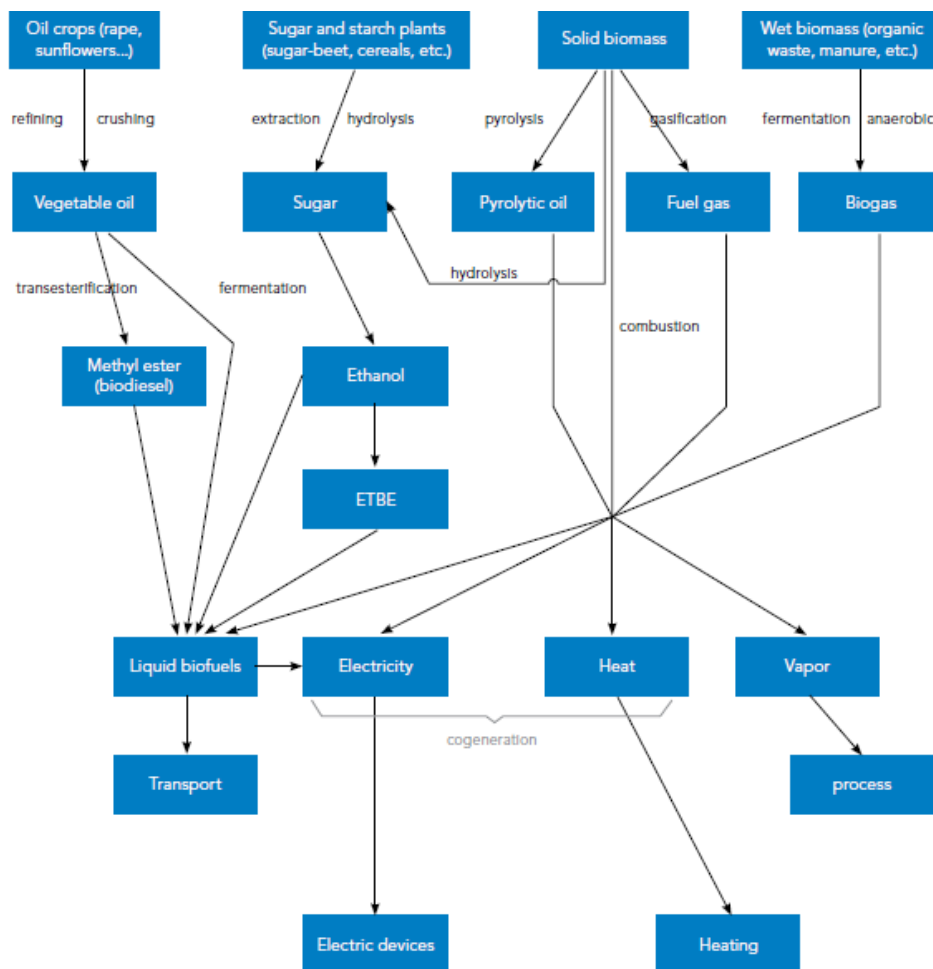 Oil crops (rape,
sunflowers...)
Sugar and starch plants
(sugar-beet, cereals, etc.)
Solid biomass
Wet biomass (organic
waste, manure, etc.)
refining
crushing
extraction
hydrolysis
pyrolysis
gasification
fermentation
anaerobic
Vegetable oil
Sugar
Pyrolytic oil
Fuel gas
Biogas
hydrolysis
transesterification
fermentation
combustion
Methyl ester
(biodiesel)
Ethanol
ETBE
Liquid biofuels
Electricity
Heat
Vapor
cogeneration
Transport
process
Electric devices
Heating